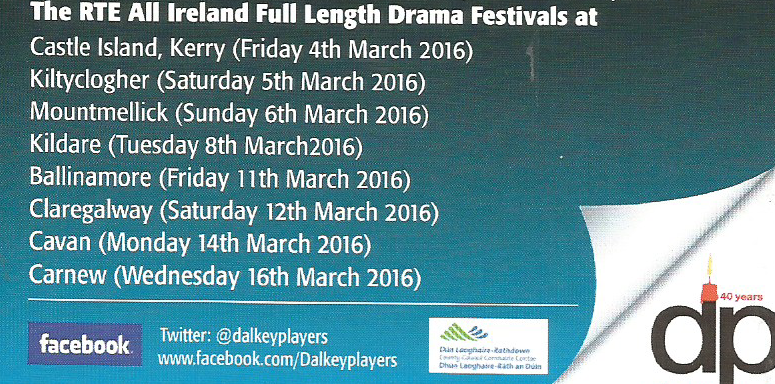 The RTE All Ireland Full Length Drama Festivals at
Castle Island, Kerry (Friday 4th March 2016)
Kiltyclogher (Saturday 5th March 2016)
Mountmellick (Sunday 6th March 2016)
Kildare (Tuesday 8th March2016)
Ballinamore (Friday 11th March 2016)
Claregalway (Saturday 12th March 2016)
Cavan (Monday 14th March 2016)
Carnew (Wednesday 16th March 2016)
facebook
Twitter: @dalkeyplayers
www.facebook.com/Dalkeyplayers
Dún Laoghaire-Rathdown
County Council Comhairle Contae
Dhún Laoghaire-Ráth an Dúin
40 years
dp